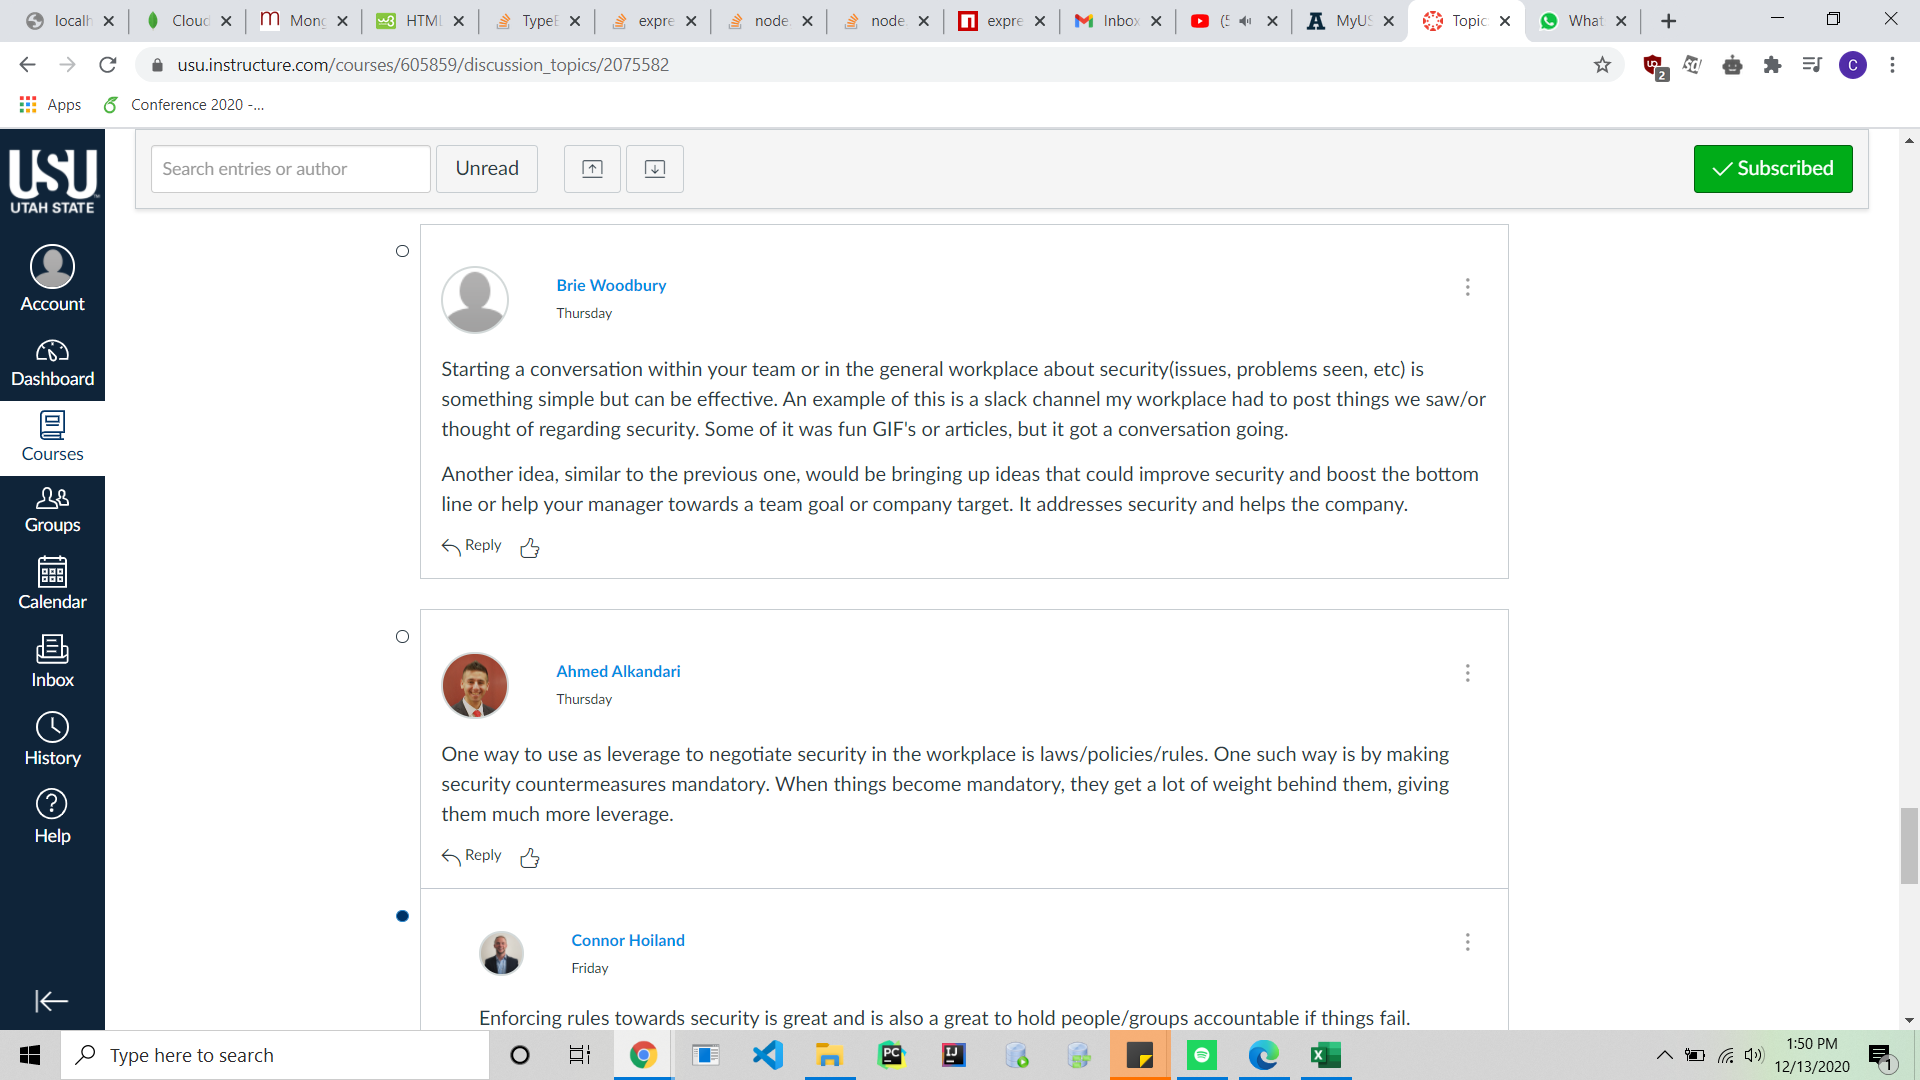 localh
Cloud
Mong
HTML
TypeE
expre
node.
node.
expre
Inbox
(5
MyUS
Topic
What
usu.instructure.com/courses/605859/discussion_topics/2075582
2
C
Apps
Conference 2020 -...
USU
UTAH STATE
Account
Dashboard
Courses
Groups
Calendar
Inbox
History
Help
Search entries or author
Unread
Subscribed
Brie Woodbury
Thursday
Starting a conversation within your team or in the general workplace about security(issues, problems seen, etc) is
something simple but can be effective. An example of this is a slack channel my workplace had to post things we saw/or
thought of regarding security. Some of it was fun GIF's or articles, but it got a conversation going.
Another idea, similar to the previous one, would be bringing up ideas that could improve security and boost the bottom
line or help your manager towards a team goal or company target. It addresses security and helps the company.
Reply
Ahmed Alkandari
Thursday
One way to use as leverage to negotiate security in the workplace is laws/policies/rules. One such way is by making
security countermeasures mandatory. When things become mandatory, they get a lot of weight behind them, giving
them much more leverage.
Reply
Connor Hoiland
Friday
Enforcing rules towards security is great and is also a great to hold people/groups accountable if things fail.
Type here to search
1:50 PM
12/13/2020
1